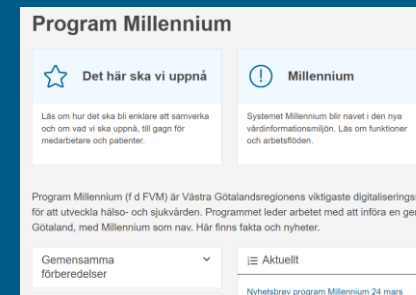 Program Millennium
Det här ska vi uppnå
Millennium
Läs om hur det ska bli enklare att samverka
och om vad vi ska uppnå, till gagn för
medarbetare och patienter.
Systemet Millennium blir navet i den nya
vårdinformationsmiljön. Läs om funktioner
och arbetsflöden.
Program Millennium (f d FVM) är Västra Götalandsregionens viktigaste digitaliserings
för att utveckla hälso- och sjukvården. Programmet leder arbetet med att införa en ge
Götaland, med Millennium som nav. Här finns fakta och nyheter.
Gemensamma
förberedelser
Aktuellt
Nyhetsbrev program Millennium 24 mars